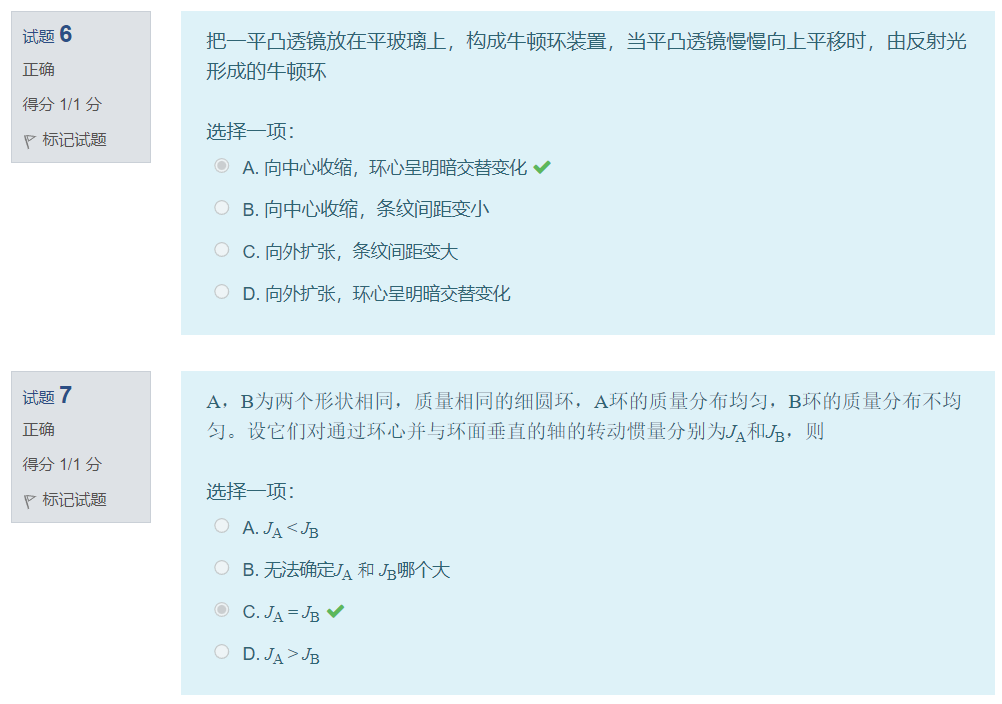 试题 6
正确
得分 1/1 分
标记试题
把一平凸透镜放在平玻璃上，构成牛顿环装置，当平凸透镜慢慢向上平移时，由反射光
形成的牛顿环
选择一项：
A. 向中心收缩，环心呈明暗交替变化
B. 向中心收缩，条纹间距变小
C. 向外扩张，条纹间距变大
D. 向外扩张，环心呈明暗交替变化
试题 7
正确
得分 1/1 分
标记试题
A，B为两个形状相同，质量相同的细圆环，A环的质量分布均匀，B环的质量分布不均
匀。设它们对通过环心并与环面垂直的轴的转动惯量分别为JA和JB，则
选择一项：
A. JA < JB
B. 无法确定JA 和 JB哪个大
C. JA = JB
D. JA > JB